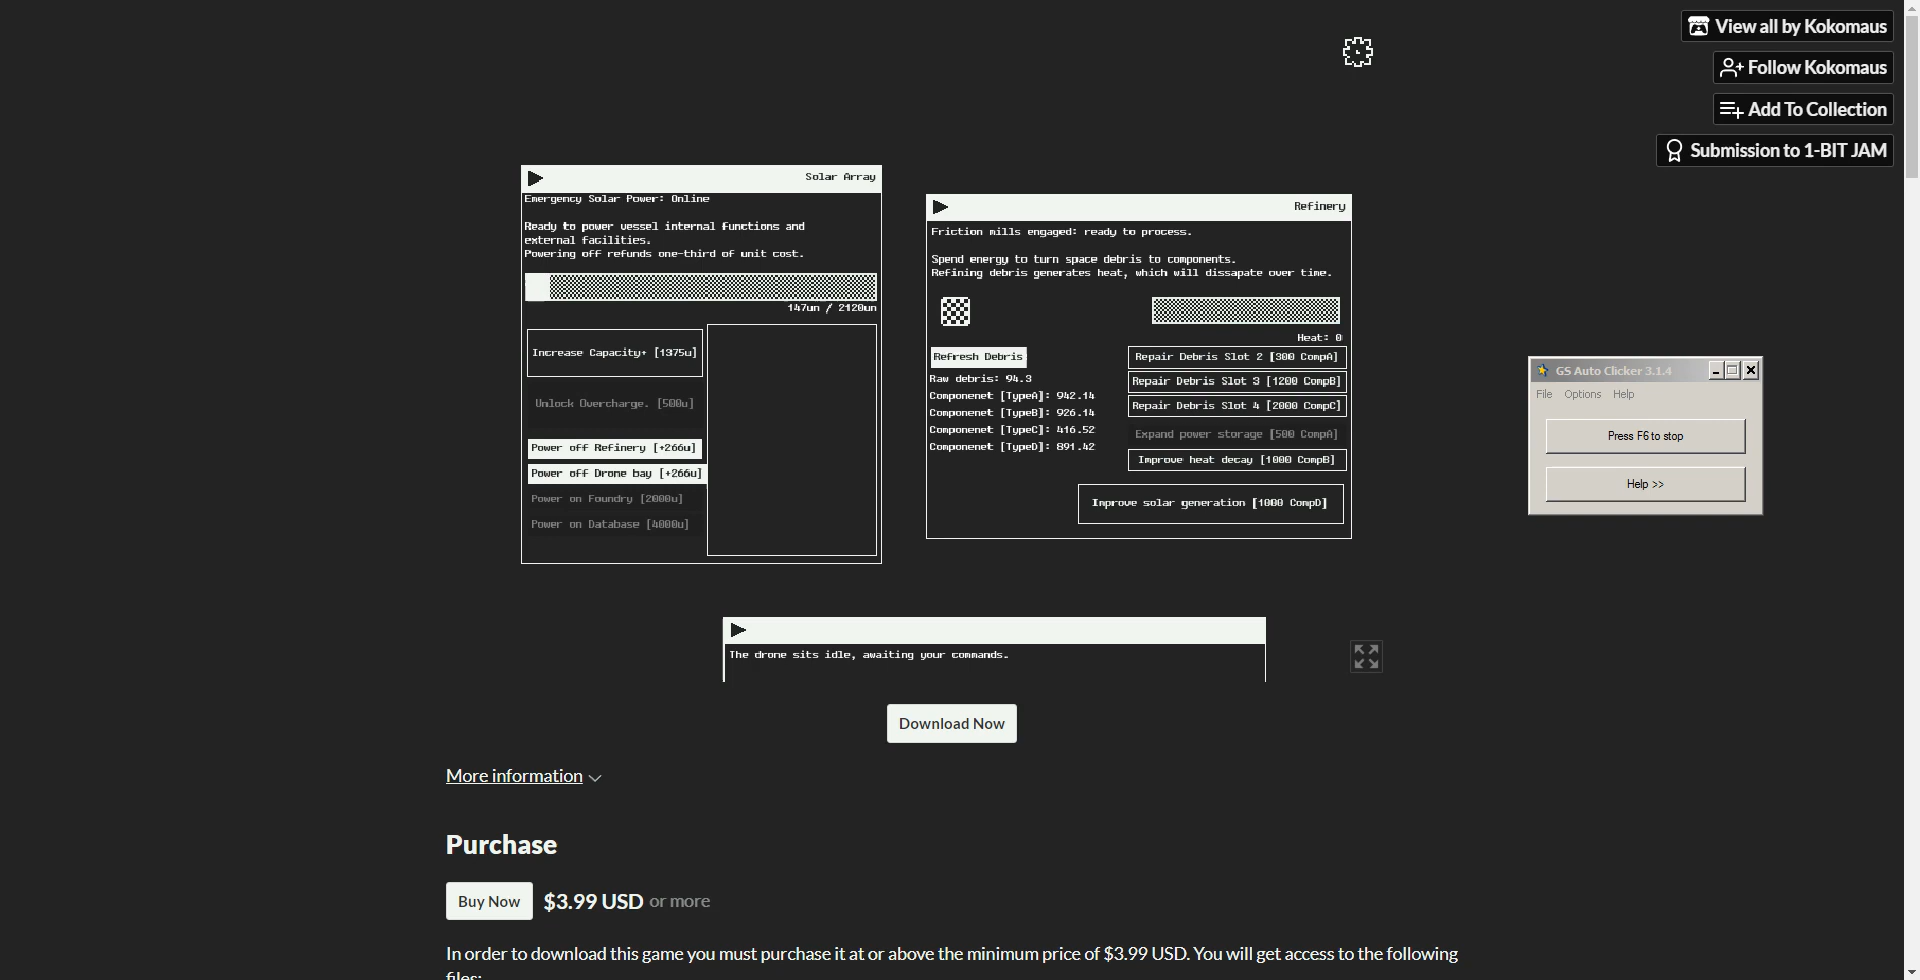 View all by Kokomaus
Follow Kokomaus
Add To Collection
Submission to 1-BIT JAM
Solar Array
Emergency Solar Power: Online
Ready to power vessel internal functions and
external facilities.
Powering off refunds one-third of unit cost.
147un / 2120un
Increase Capacity+ [1375u]
Unlock Overcharge. [500u]
Power off Refinery [+266u]
Power off Drone bay [+266u]
Power on Foundry [2000u]
Power on Database [4000u]
Refinery
Friction mills engaged: ready to process.
Spend energy to turn space debris to components.
Refining debris generates heat, which will dissapate over time.
Heat: 0
Refresh Debris
Raw debris: 94.3
Componenet [TypeA]: 942.14
Componenet [TypeB]: 926.14
Componenet [TypeC]: 416.52
Componenet [TypeD]: 891.42
Repair Debris Slot 2 [300 CompA]
Repair Debris Slot 3 [1200 CompB]
Repair Debris Slot 4 [2000 CompC]
Expand power storage [500 CompA]
Improve heat decay [1000 CompB]
Improve solar generation [1000 CompD]
The drone sits idle, awaiting your commands.
GS Auto Clicker 3.1.4
File Options Help
Press F6 to stop
Help >>
Download Now
More information
Purchase
Buy Now $3.99 USD or more
In order to download this game you must purchase it at or above the minimum price of $3.99 USD. You will get access to the following
files: